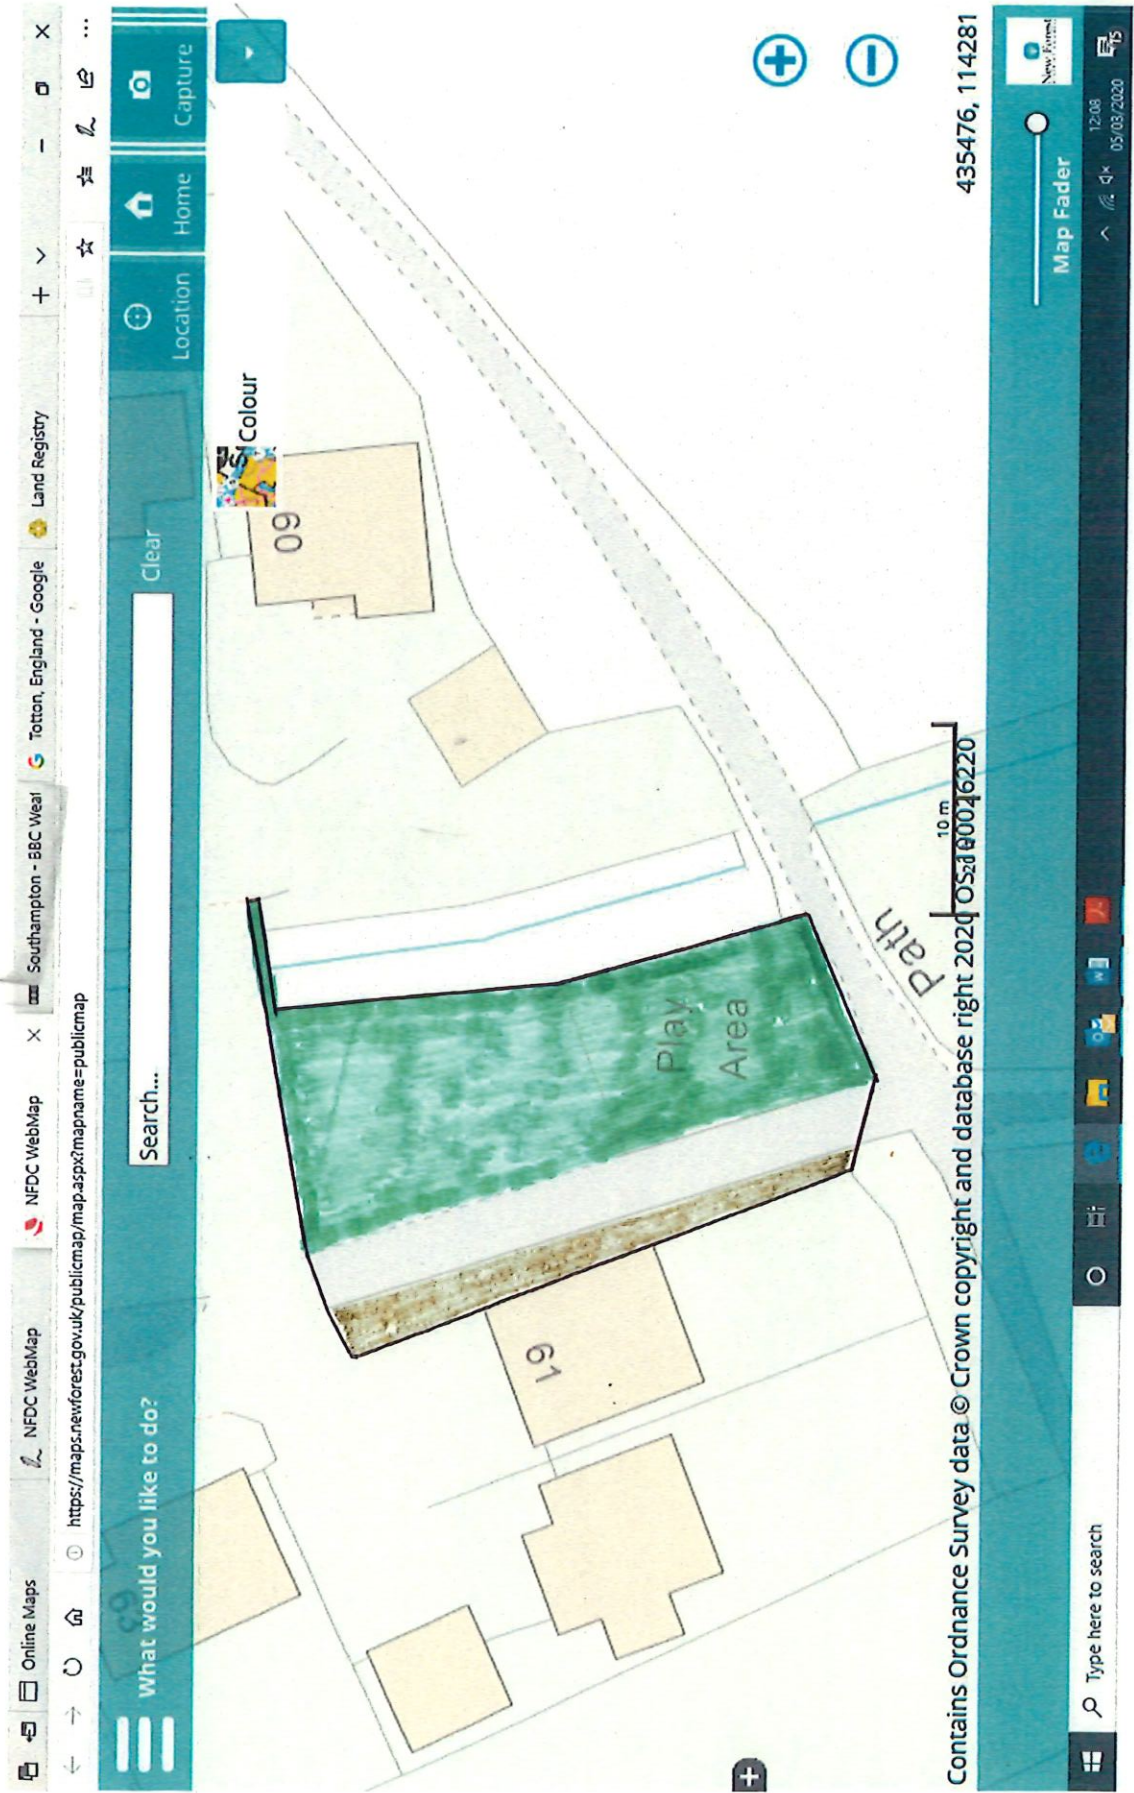 Online Maps
NFDC WebMap
NFDC WebMap
Southampton - BBC Weat
Totton, England - Google
Land Registry
https://maps.newforest.gov.uk/publicmap/map.aspx?mapname=publicmap
What would you like to do?
Search...
Clear
Location
Home
Capture
63
60
Colour
61
Play
Area
Path
10 m
Contains Ordnance Survey data © Crown copyright and database right 2020 OS 100026220
435476, 114281
Map Fader
New Forest
Type here to search
12:08
05/03/2020
15